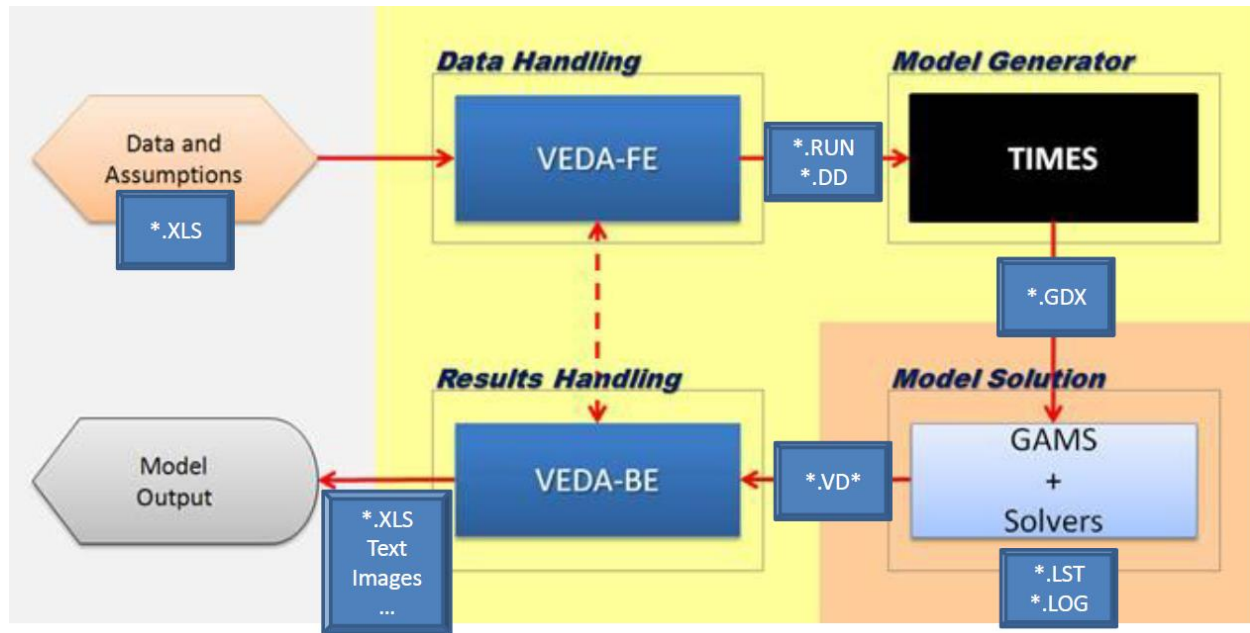 Data Handling
Model Generator
Data and
Assumptions
*.XLS
VEDA-FE
*.RUN
*.DD
TIMES
*.GDX
Results Handling
Model Solution
Model
Output
*.XLS
Text
Images
...
VEDA-BE
*.VD*
GAMS
+
Solvers
*.LST
*.LOG